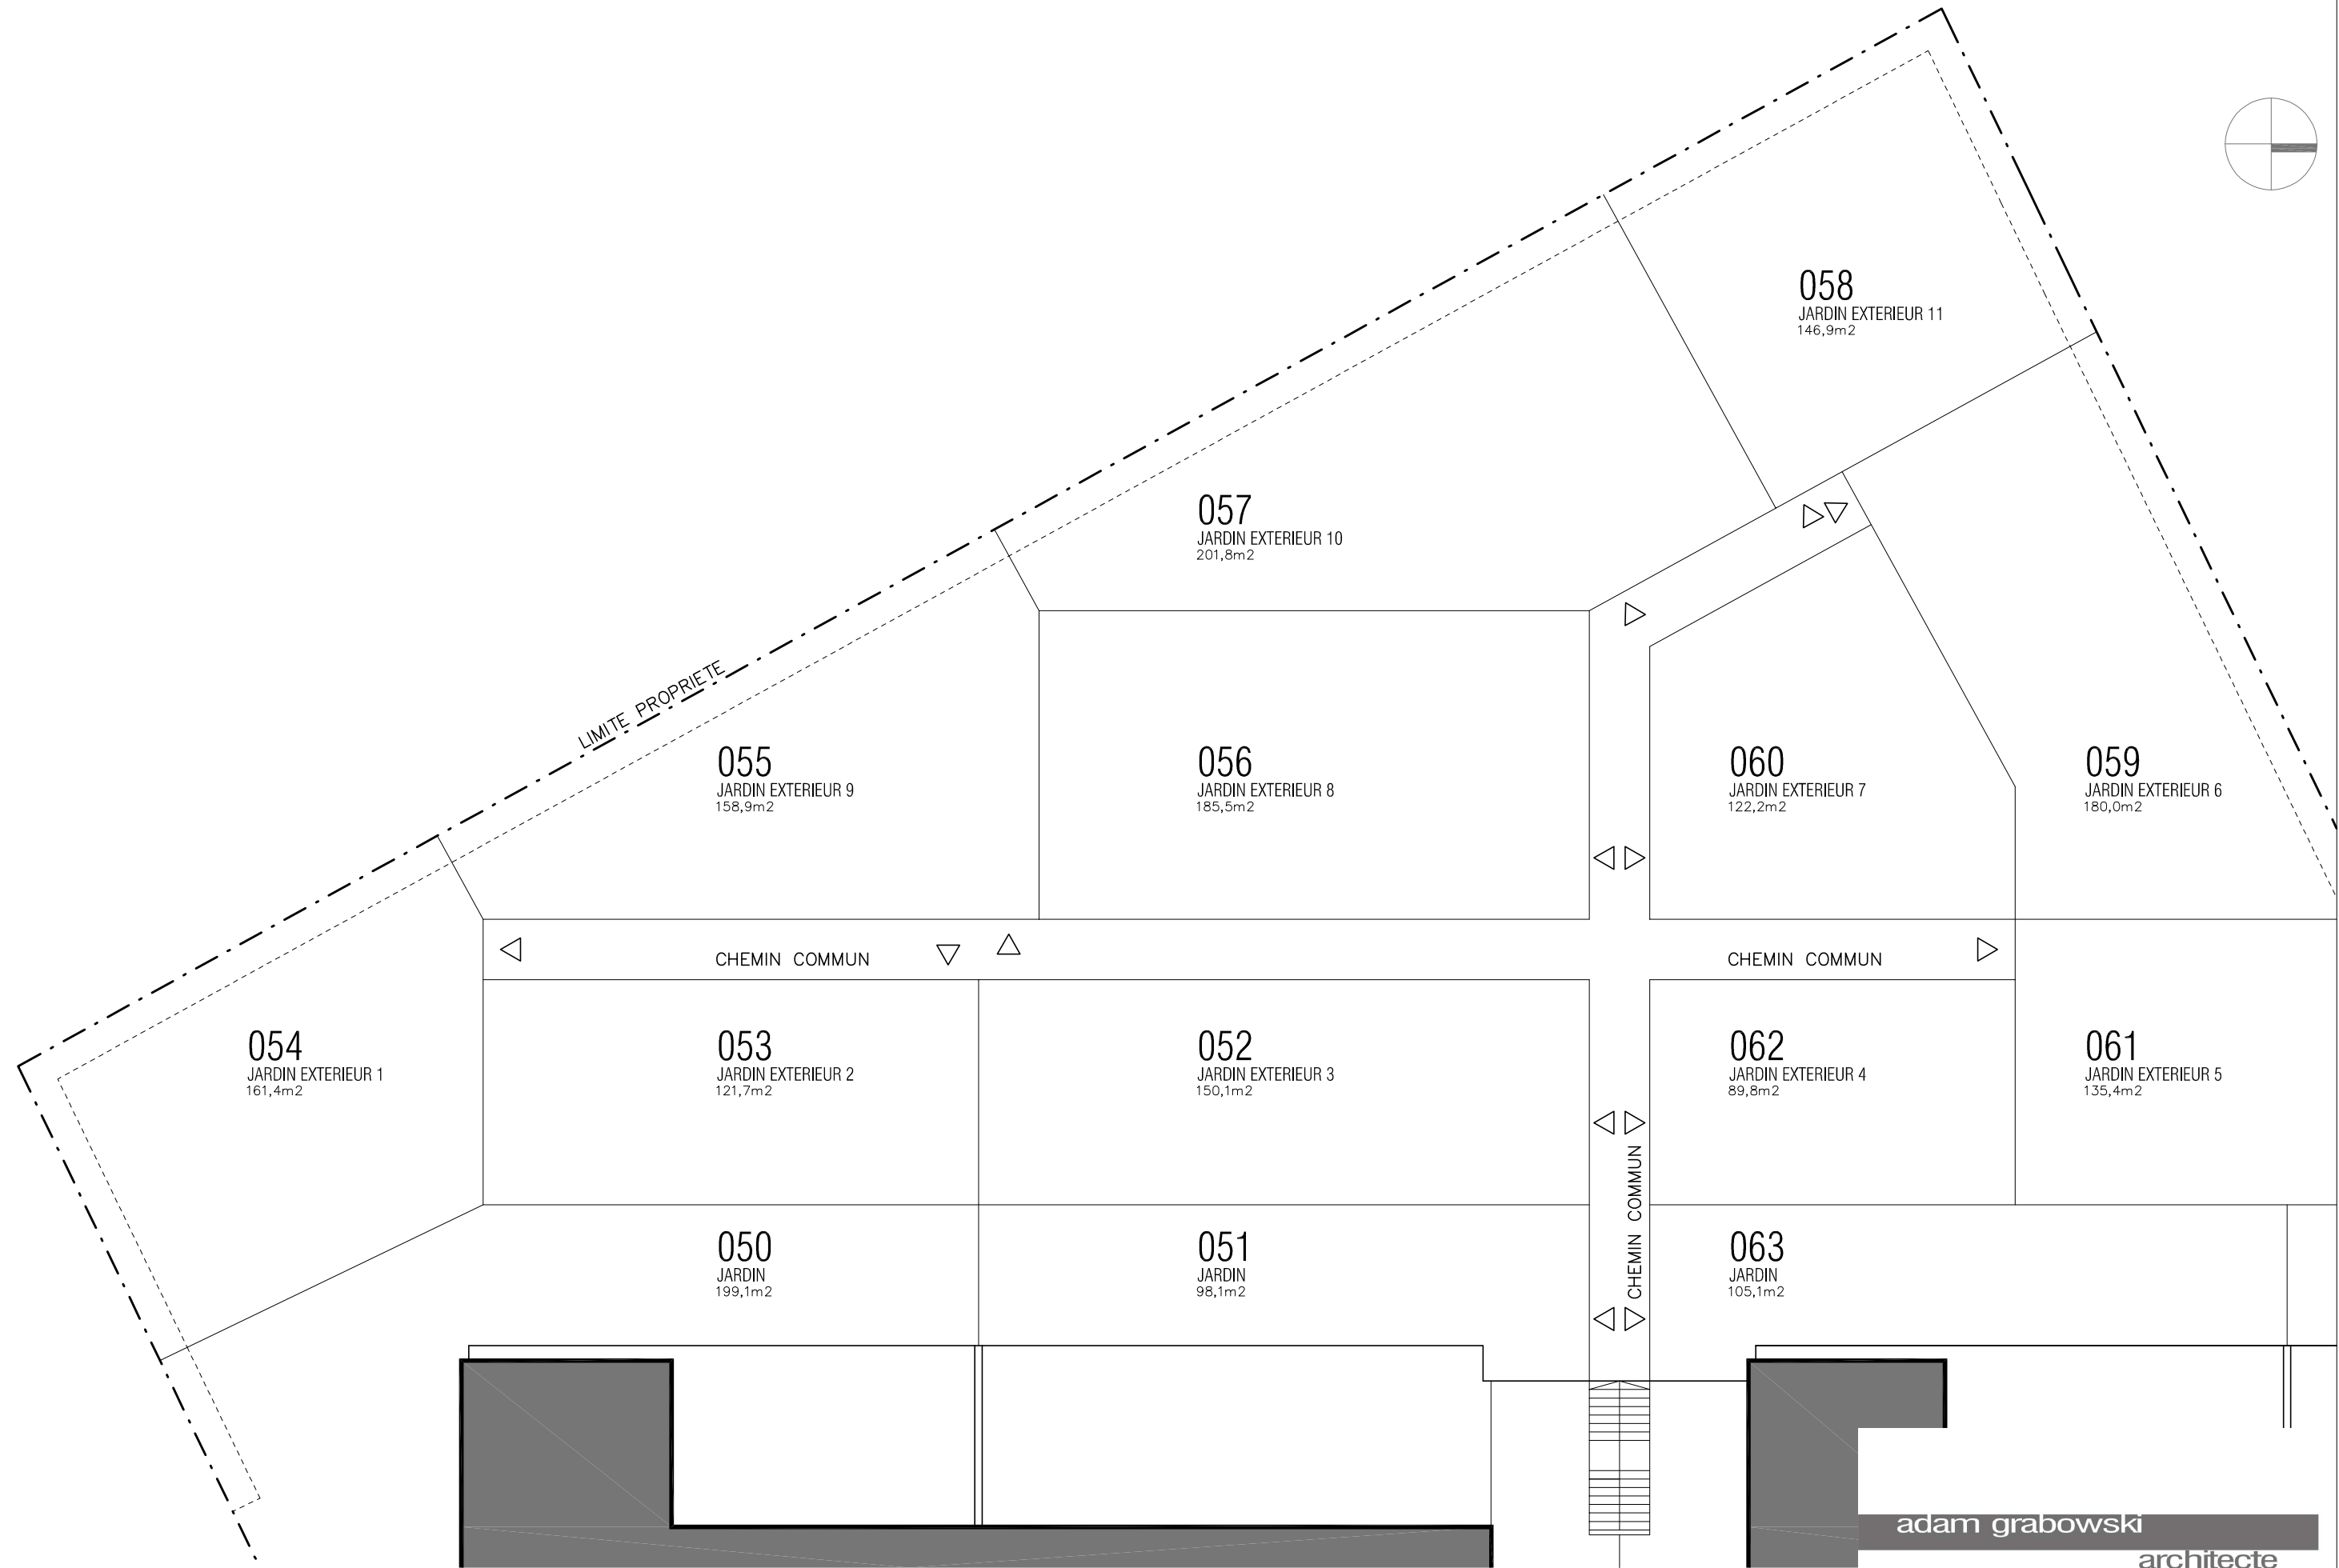 058
JARDIN EXTERIEUR 11
146,9m2
057
JARDIN EXTERIEUR 10
201,8m2
LIMITE PROPRIETE
055
JARDIN EXTERIEUR 9
158,9m2
056
JARDIN EXTERIEUR 8
185,5m2
060
JARDIN EXTERIEUR 7
122,2m2
059
JARDIN EXTERIEUR 6
180,0m2
CHEMIN COMMUN
CHEMIN COMMUN
054
JARDIN EXTERIEUR 1
161,4m2
053
JARDIN EXTERIEUR 2
121,7m2
052
JARDIN EXTERIEUR 3
150,1m2
062
JARDIN EXTERIEUR 4
89,8m2
061
JARDIN EXTERIEUR 5
135,4m2
CHEMIN COMMUN
050
JARDIN
199,1m2
051
JARDIN
98,1m2
063
JARDIN
105,1m2
adam grabowski
architecte